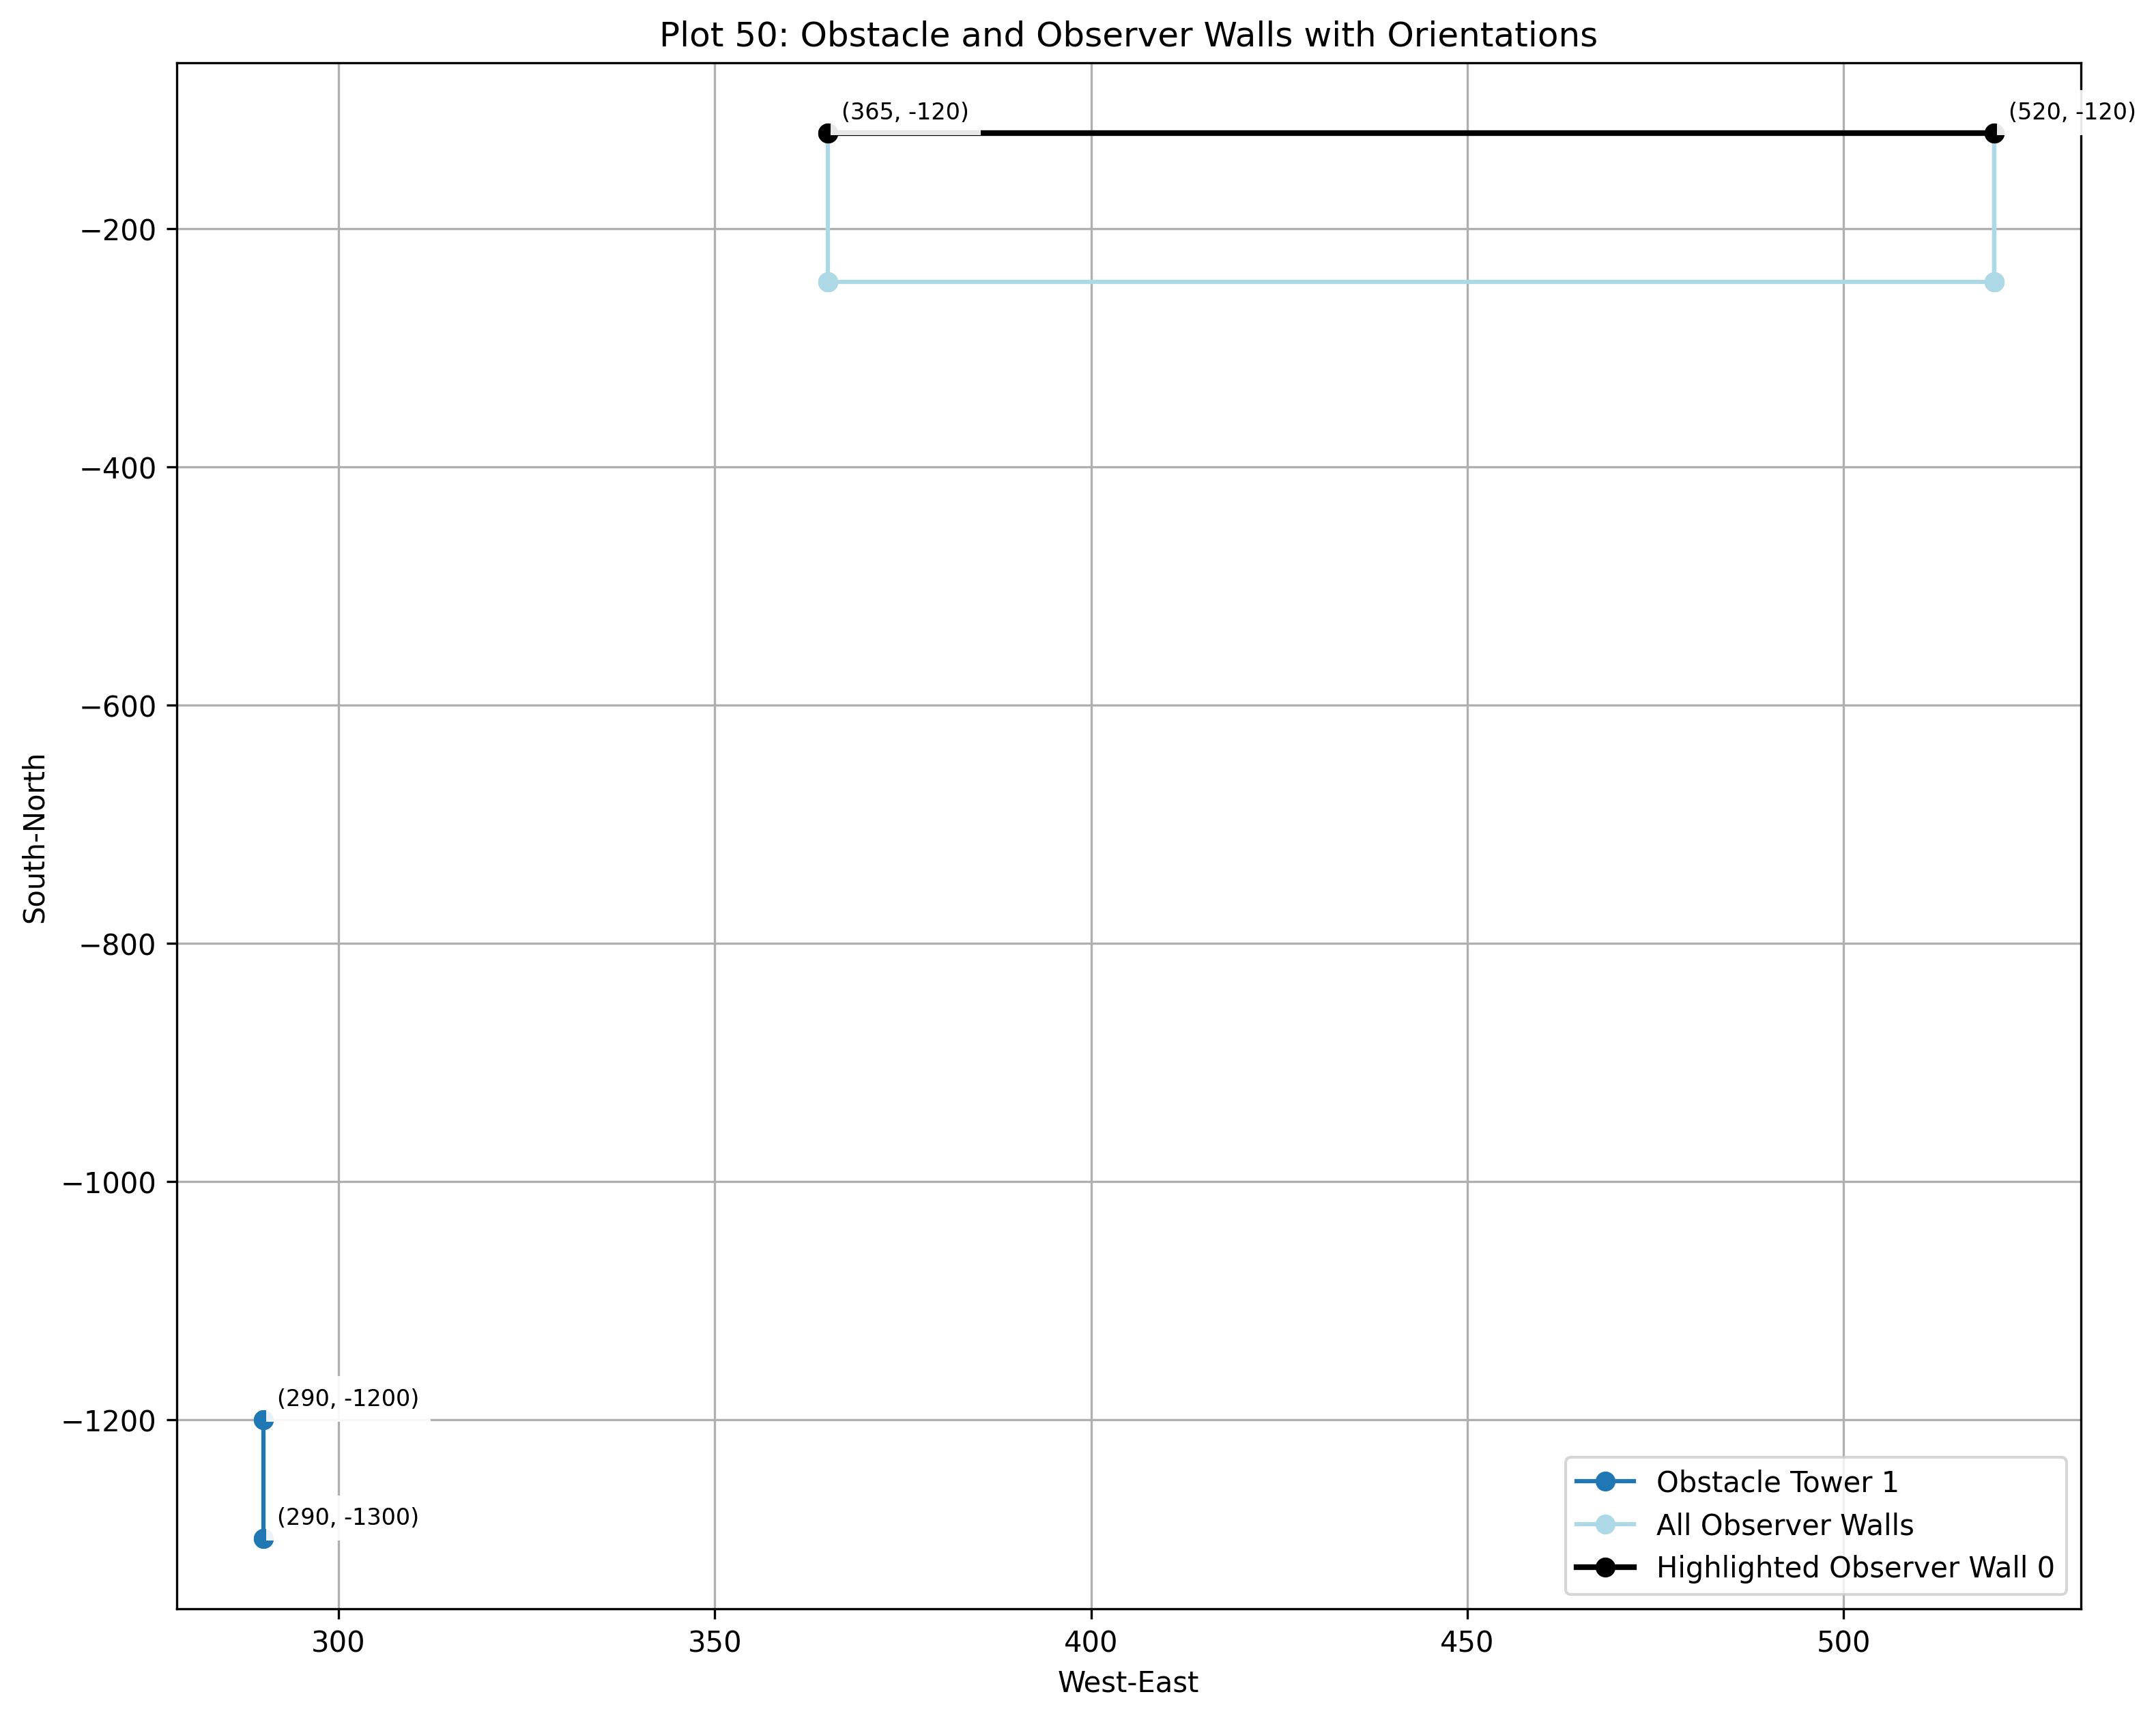 Plot 50: Obstacle and Observer Walls with Orientations
(365, -120)
(520, -120)
−200
−400
−600
−800
−1000
−1200
South-North
(290, -1200)
(290, -1300)
Obstacle Tower 1
All Observer Walls
Highlighted Observer Wall 0
300
350
400
450
500
West-East